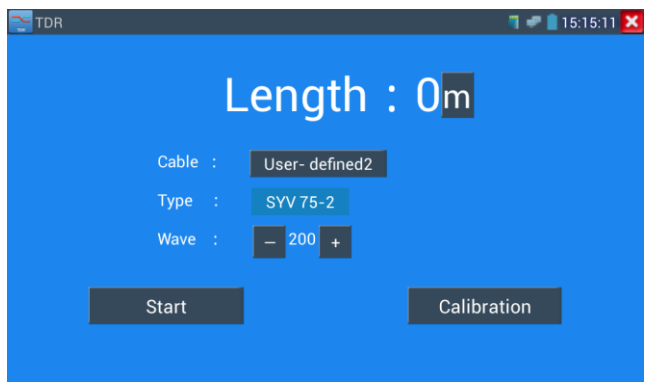 TDR 15:15:11
Length : 0m
Cable : User- defined2
Type : SYV 75-2
Wave : – 200 +
Start Calibration